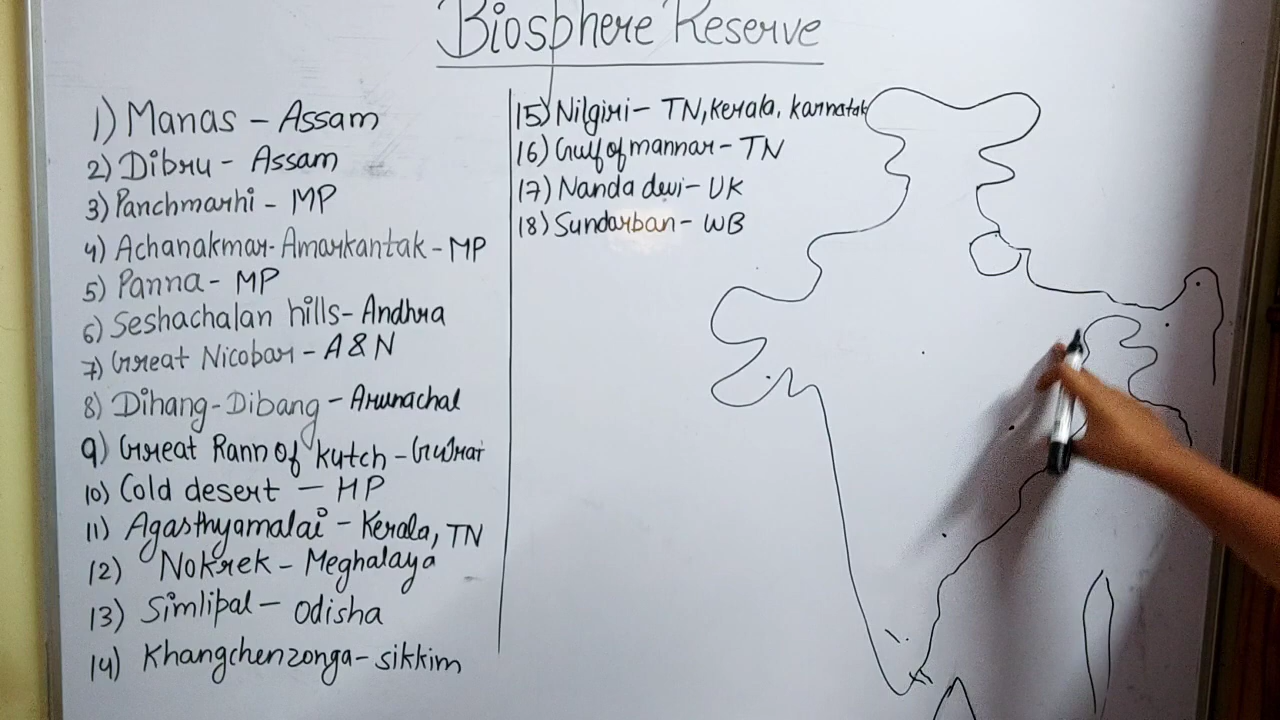 Biosphere Reserve
1) Manas - Assam
2) Dibru - Assam
3) Panchmarhi - MP
4) Achanakmar-Amarkantak - MP
5) Panna - MP
6) Seshachalan hills - Andhra
7) Great Nicobar - A & N
8) Dihang-Dibang - Arunachal
9) Great Rann Of kutch - Gujrat
10) Cold desert - HP
11) Agasthyamalai - Kerala, TN
12) Nokrek - Meghalaya
13) Simlipal - Odisha
14) Khangchenzonga - sikkim
15) Nilgiri - TN, Kerala, Karnatak
16) Gulf of mannar - TN
17) Nanda devi - UK
18) Sundarban - WB